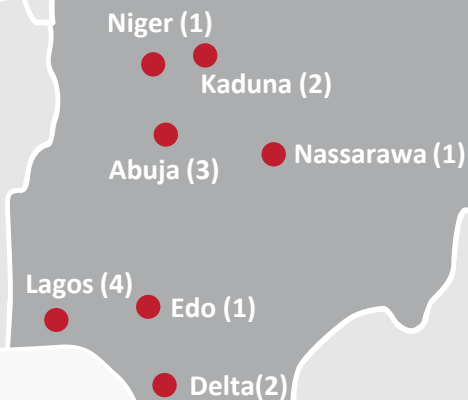 Niger (1)
Kaduna (2)
Abuja (3)
Nassarawa (1)
Lagos (4)
Edo (1)
Delta(2)